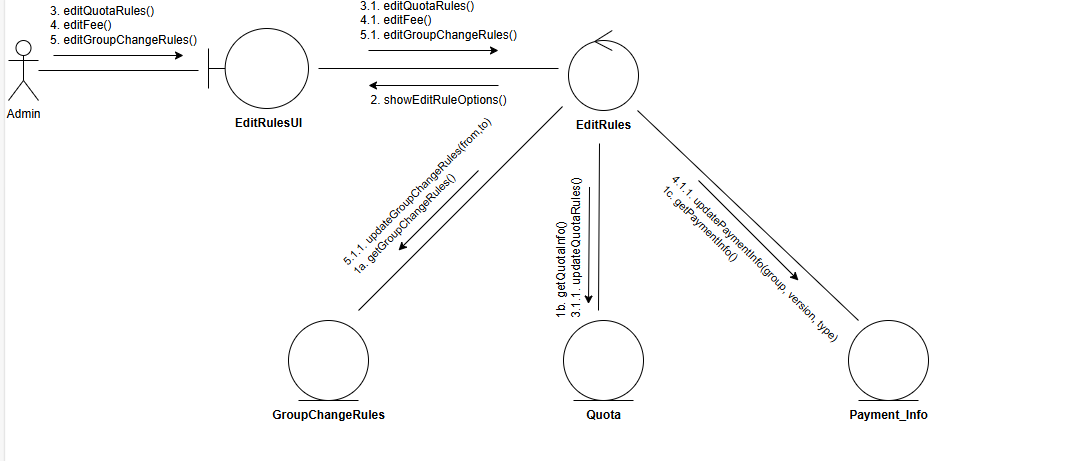 3. editQuotaRules()
4. editFee()
5. editGroupChangeRules()
3.1. editQuotaRules()
4.1. editFee()
5.1. editGroupChangeRules()
2. showEditRuleOptions()
Admin
EditRulesUI
EditRules
5.1.1. updateGroupChangeRules(from,to)
1a. getGroupChangeRules()
1b. getQuotaInfo()
3.1.1. updateQuotaRules()
4.1.1. updatePaymentInfo(group, version, type)
1c. getPaymentInfo()
GroupChangeRules
Quota
Payment_Info